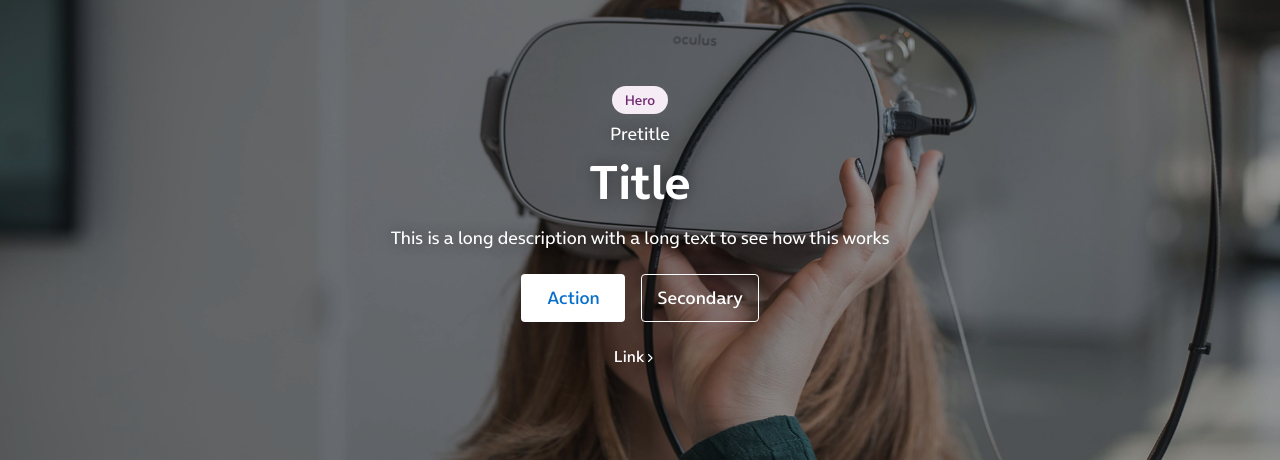 oculus
Hero
Pretitle
Title
This is a long description with a long text to see how this works
Action
Secondary
Link